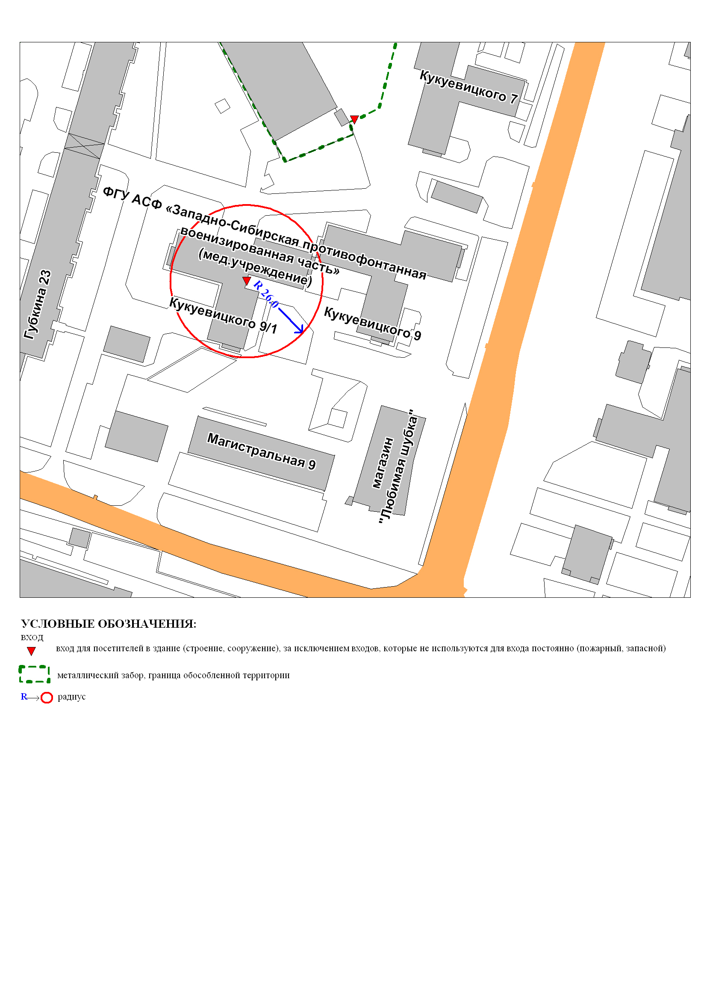 Кукуевицкого 7
ФГУ АСФ «Западно-Сибирская противофонтанная
военизированная часть»
(мед.учреждение)
R 26.0
Губкина 23
Кукуевицкого 9/1
Кукуевицкого 9
Магистральная 9
магазин
"Любимая шубка"
УСЛОВНЫЕ ОБОЗНАЧЕНИЯ:
ВХОД
вход для посетителей в здание (строение, сооружение), за исключением входов, которые не используются для входа постоянно (пожарный, запасной)
металлический забор, граница обособленной территории
R
радиус